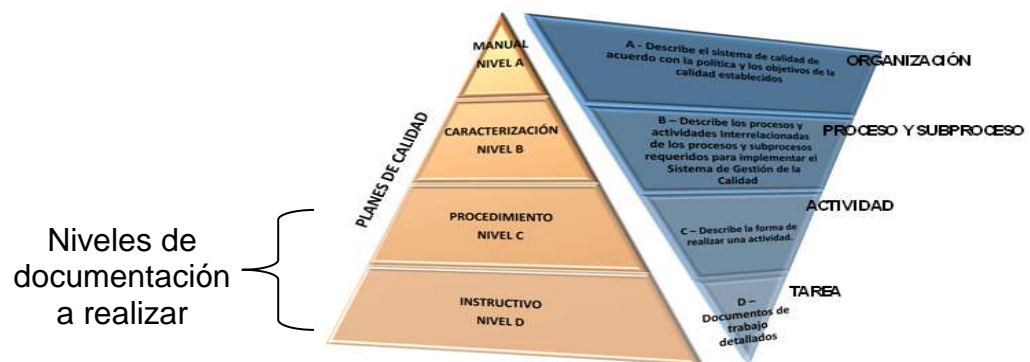 MANUAL
NIVEL A
CARACTERIZACIÓN
NIVEL B
PROCEDIMIENTO
NIVEL C
INSTRUCTIVO
NIVEL D
PLANES DE CALIDAD
Niveles de
documentación
a realizar
A - Describe el sistema de calidad de
acuerdo con la política y los objetivos de la
calidad establecidos
ORGANIZACIÓN
B – Describe los procesos y
actividades Interrelacionadas
de los procesos y subprocesos
requeridos para implementar el
Sistema de Gestión de la
Calidad
PROCESO Y SUBPROCESO
C – Describe la forma de
realizar una actividad.
ACTIVIDAD
D –
Documentos de
trabajo
detallados
TAREA